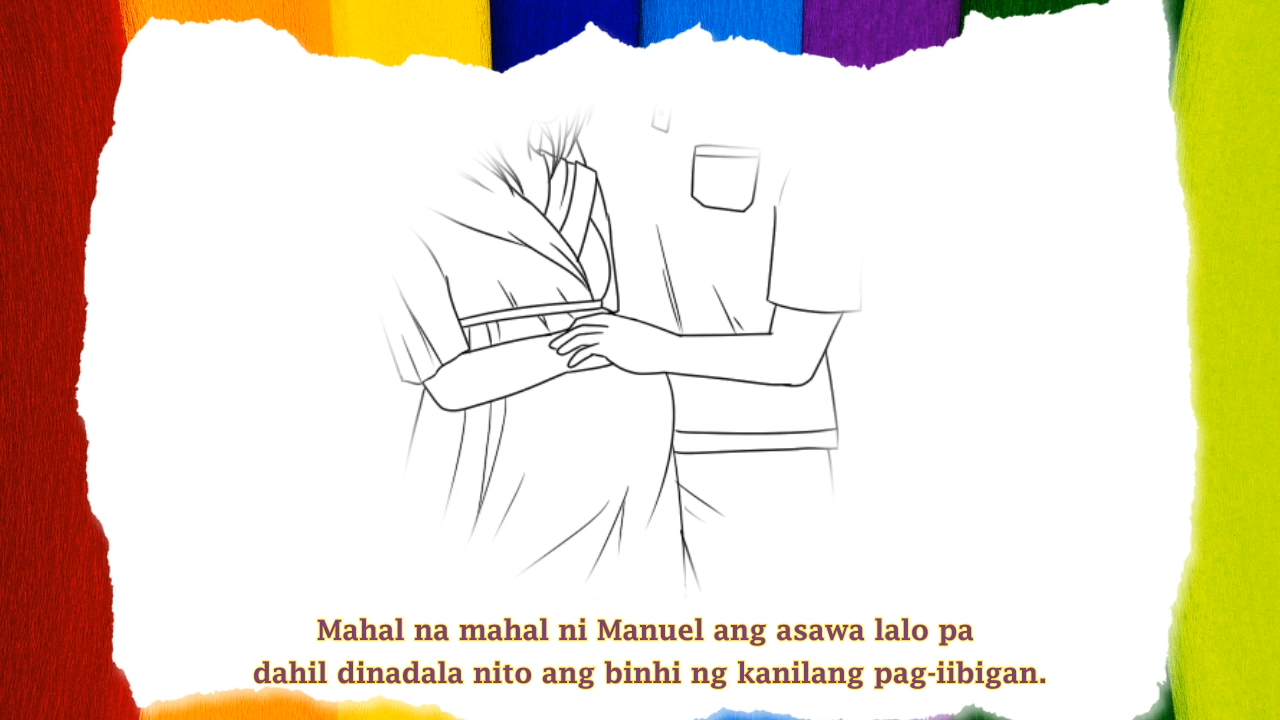 Mahal na mahal ni Manuel ang asawa lalo pa
dahil dinadala nito ang binhi ng kanilang pag-iibigan.